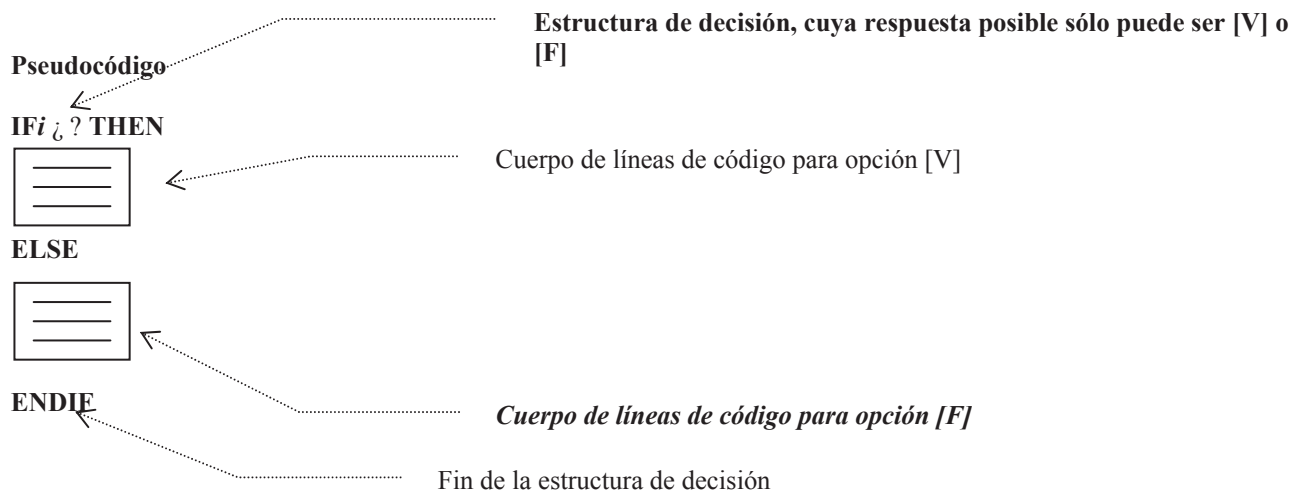 Estructura de decisión, cuya respuesta posible sólo puede ser [V] o
[F]
Pseudocódigo
IFi ¿ ? THEN
Cuerpo de líneas de código para opción [V]
ELSE
ENDIF
Cuerpo de líneas de código para opción [F]
Fin de la estructura de decisión